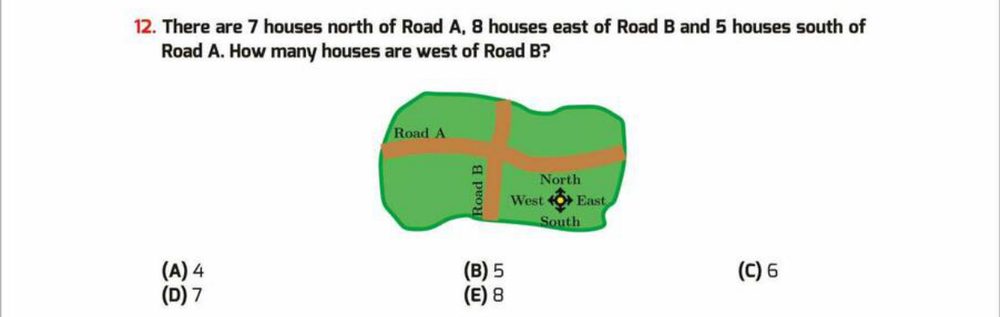 12. There are 7 houses north of Road A, 8 houses east of Road B and 5 houses south of
Road A. How many houses are west of Road B?
Road A
Road B
North
West East
South
(A) 4 (B) 5 (C) 6
(D) 7 (E) 8